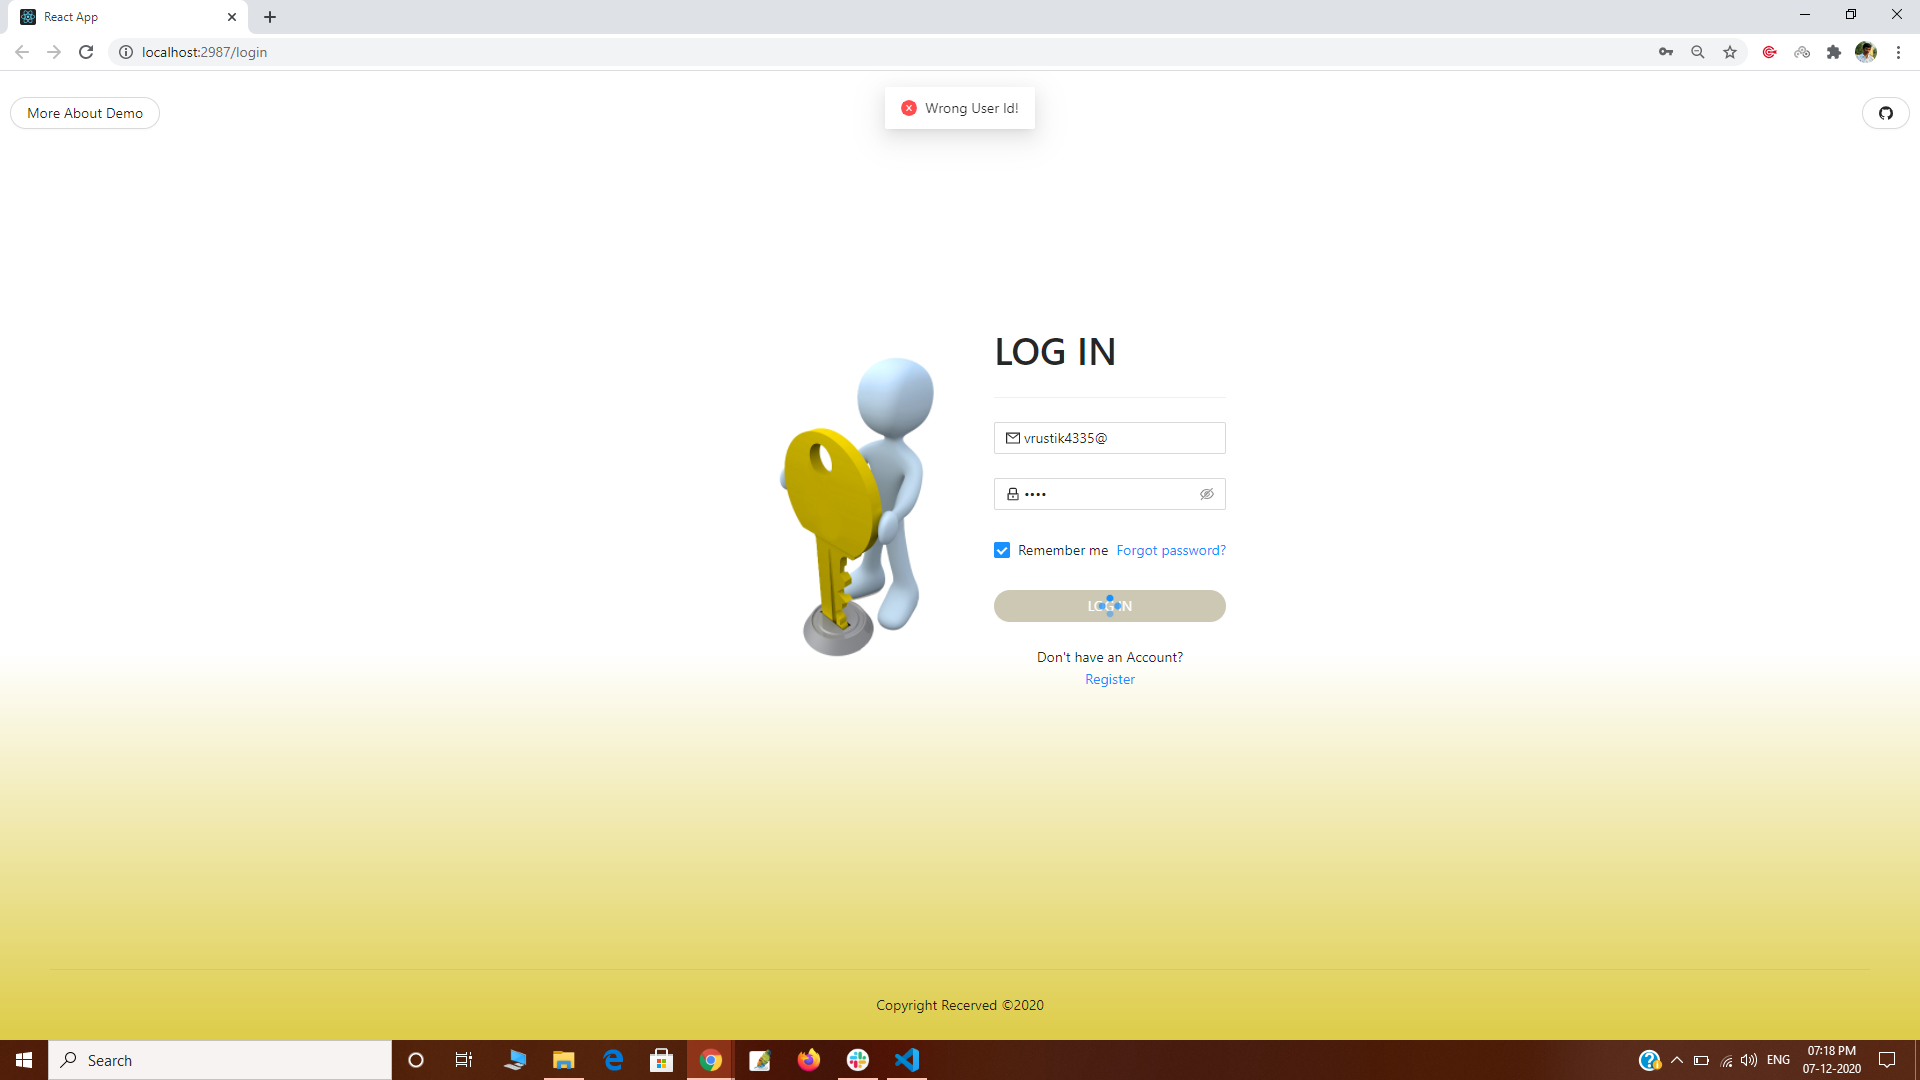 React App
localhost:2987/login
More About Demo
Wrong User Id!
LOG IN
vrustik4335@
••••
Remember me Forgot password?
LOG IN
Don't have an Account?
Register
Copyright Recerved ©2020
Search
ENG
07:18 PM
07-12-2020